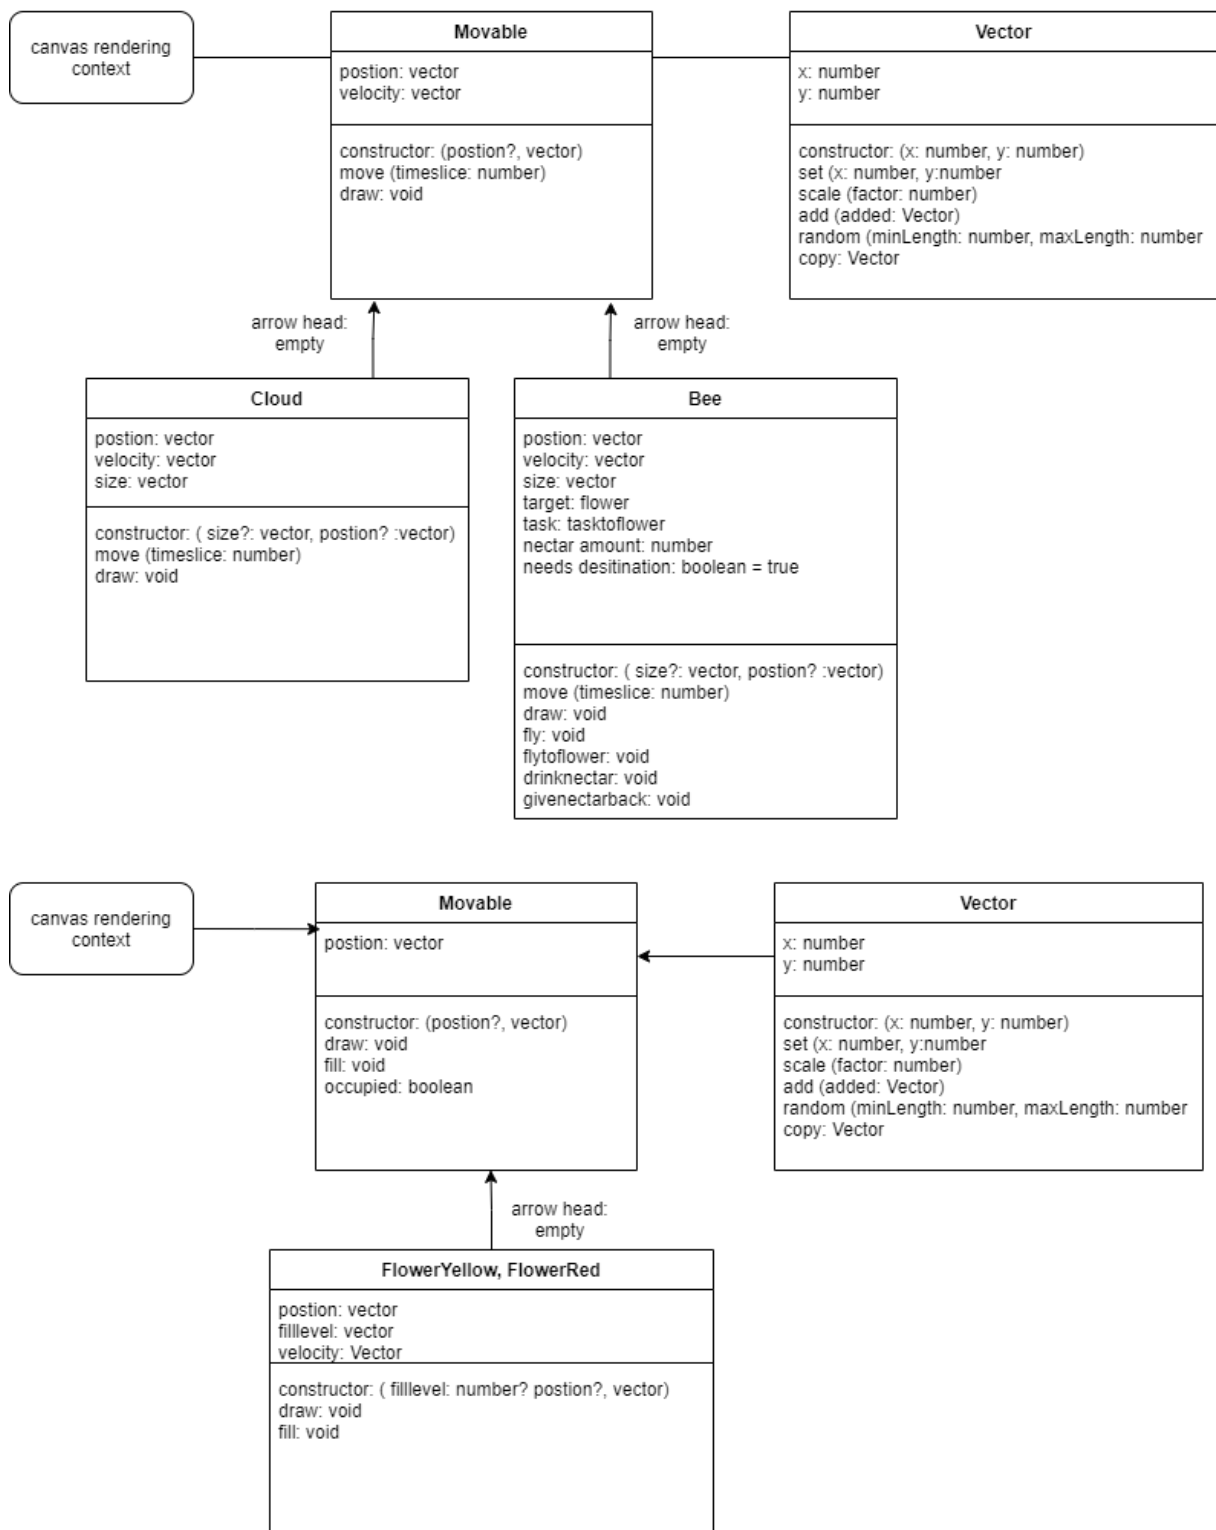 canvas rendering
context
Movable
postion: vector
velocity: vector
constructor: (postion?, vector)
move (timeslice: number)
draw: void
Vector
x: number
y: number
constructor: (x: number, y: number)
set (x: number, y:number
scale (factor: number)
add (added: Vector)
random (minLength: number, maxLength: number
copy: Vector
arrow head:
empty
arrow head:
empty
Cloud
postion: vector
velocity: vector
size: vector
constructor: ( size?: vector, postion? :vector)
move (timeslice: number)
draw: void
Bee
postion: vector
velocity: vector
size: vector
target: flower
task: tasktoflower
nectar amount: number
needs desitination: boolean = true
constructor: ( size?: vector, postion? :vector)
move (timeslice: number)
draw: void
fly: void
flytoflower: void
drinknectar: void
givenectarback: void
canvas rendering
context
Movable
postion: vector
constructor: (postion?, vector)
draw: void
fill: void
occupied: boolean
Vector
x: number
y: number
constructor: (x: number, y: number)
set (x: number, y:number
scale (factor: number)
add (added: Vector)
random (minLength: number, maxLength: number
copy: Vector
arrow head:
empty
FlowerYellow, FlowerRed
postion: vector
filllevel: vector
velocity: Vector
constructor: ( filllevel: number? postion?, vector)
draw: void
fill: void